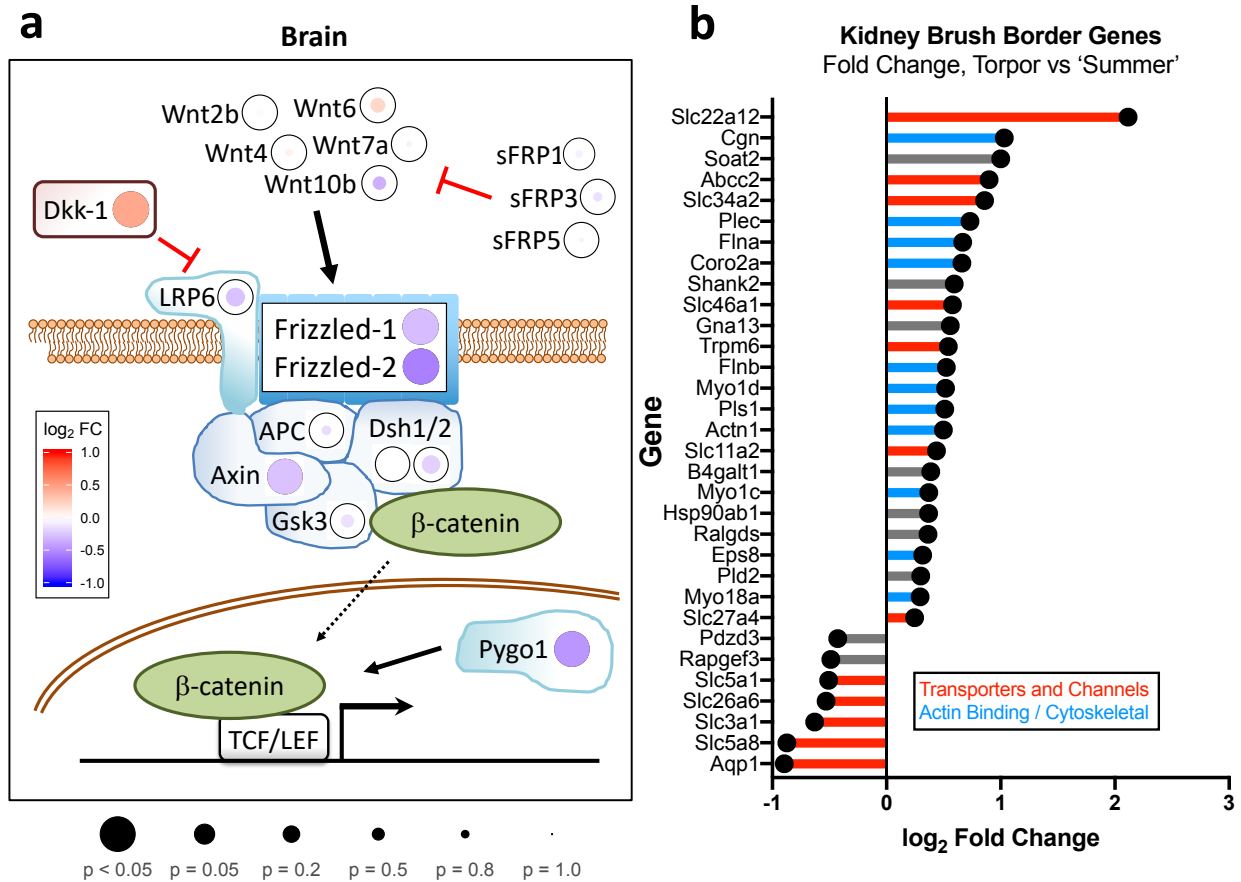 a
Brain
Wnt2b
Wnt6
Wnt4
Wnt7a
Wnt10b
sFRP1
sFRP3
sFRP5
Dkk-1
LRP6
Frizzled-1
Frizzled-2
log2 FC
1.0
0.5
0.0
-0.5
-1.0
APC
Dsh1/2
Axin
Gsk3
β-catenin
Pygo1
β-catenin
TCF/LEF
p < 0.05
p = 0.05
p = 0.2
p = 0.5
p = 0.8
p = 1.0
b
Kidney Brush Border Genes
Fold Change, Torpor vs ‘Summer’
Gene
Slc22a12
Cgn
Soat2
Abcc2
Slc34a2
Plec
Flna
Coro2a
Shank2
Slc46a1
Gna13
Trpm6
Flnb
Myo1d
Pls1
Actn1
Slc11a2
B4galt1
Myo1c
Hsp90ab1
Ralgds
Eps8
Pld2
Myo18a
Slc27a4
Pdzd3
Rapgef3
Slc5a1
Slc26a6
Slc3a1
Slc5a8
Aqp1
Transporters and Channels
Actin Binding / Cytoskeletal
-1 0 1 2 3
log2 Fold Change